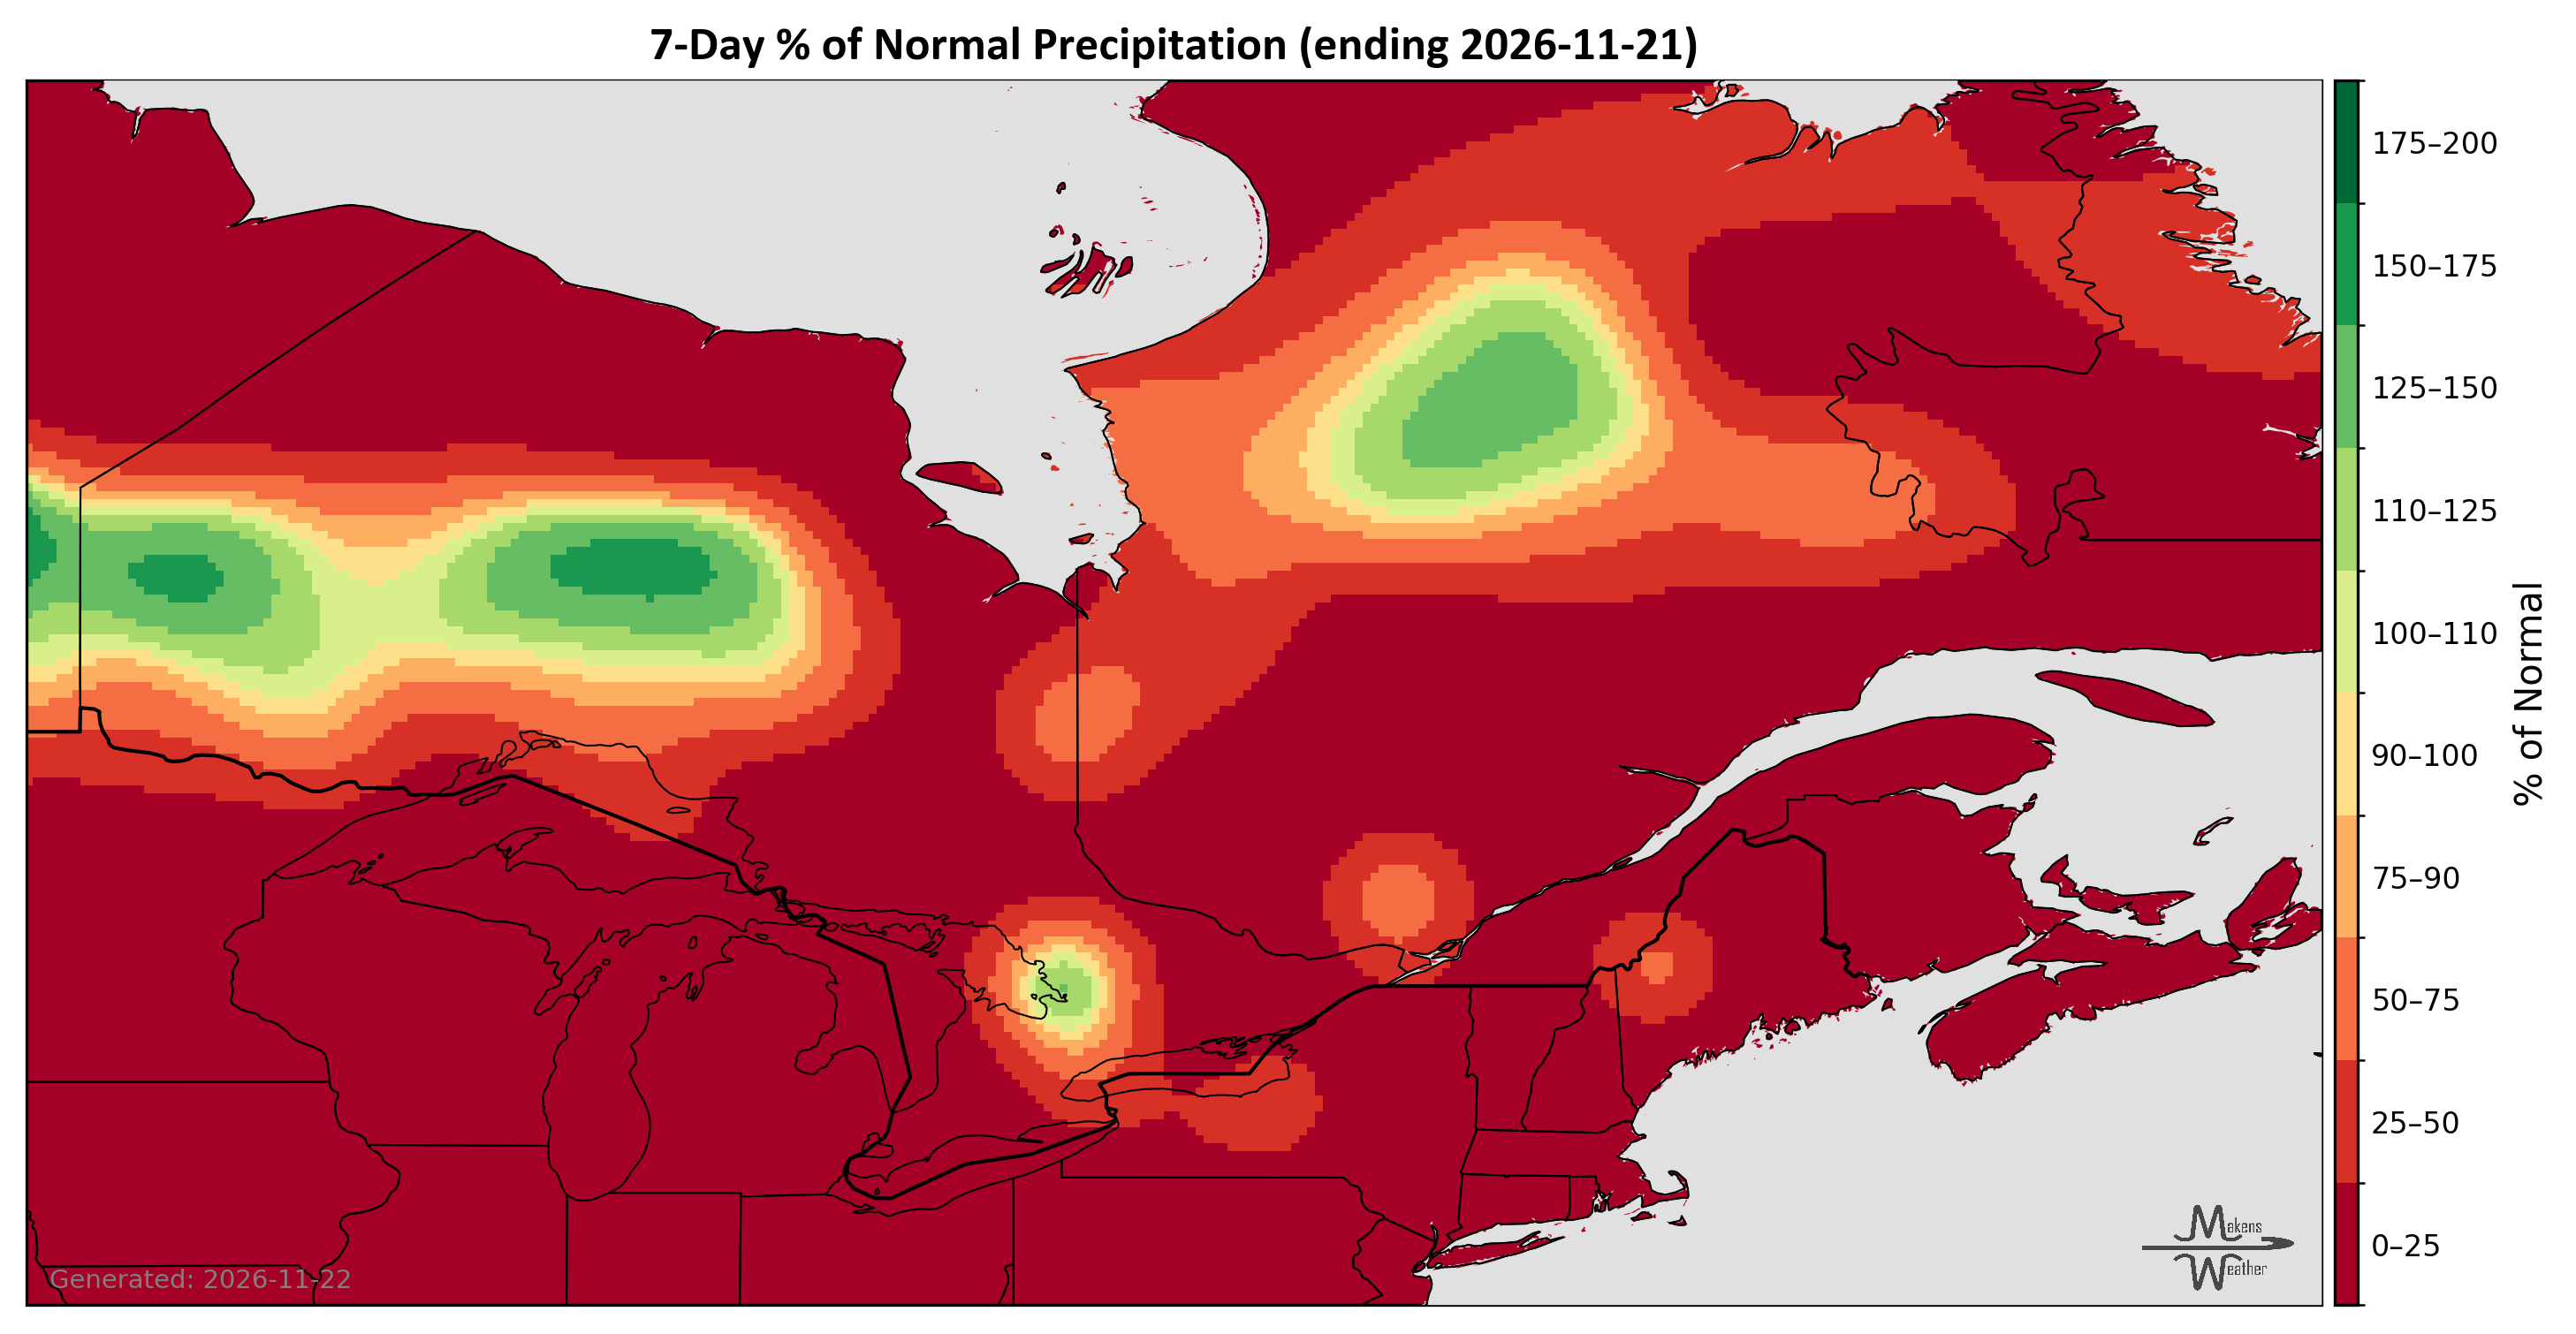 7-Day % of Normal Precipitation (ending 2026-11-21)
175–200
150–175
125–150
110–125
100–110
90–100
75–90
50–75
25–50
0–25
% of Normal
Makens
Weather
Generated: 2026-11-22